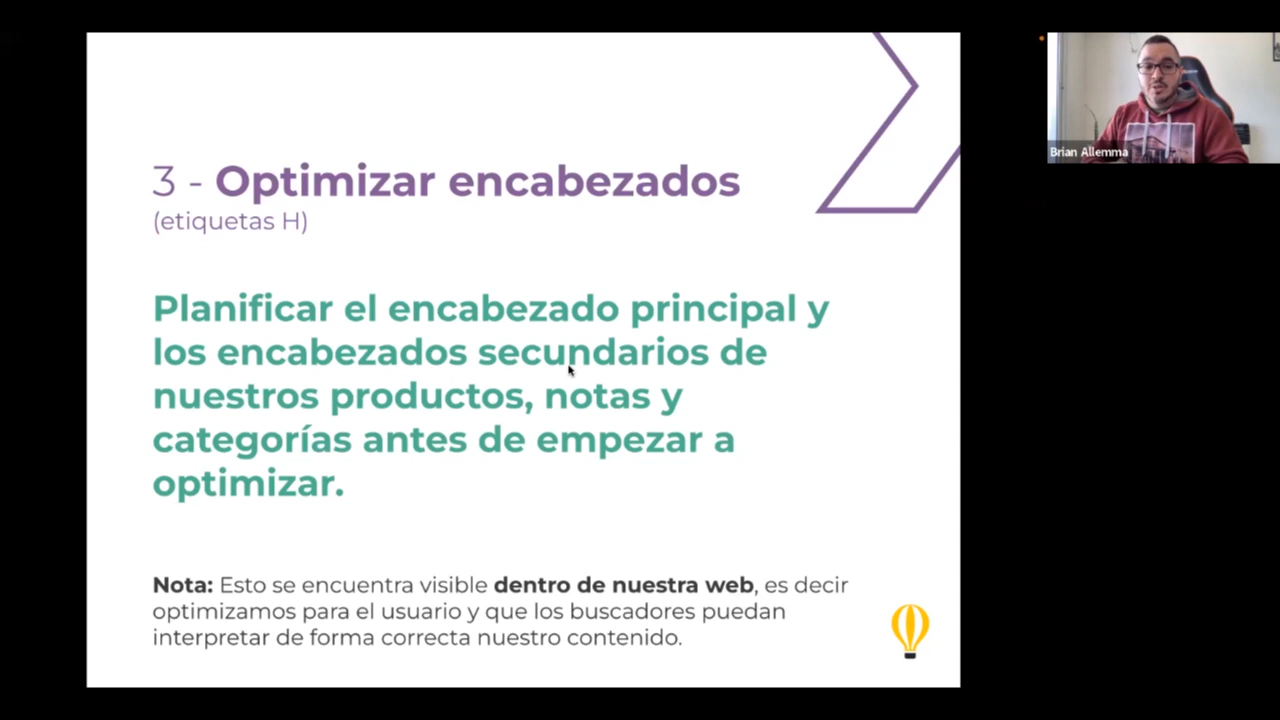 3 - Optimizar encabezados
(etiquetas H)
Planificar el encabezado principal y
los encabezados secundarios de
nuestros productos, notas y
categorías antes de empezar a
optimizar.
Nota: Esto se encuentra visible dentro de nuestra web, es decir
optimizamos para el usuario y que los buscadores puedan
interpretar de forma correcta nuestro contenido.
Brian Allemma